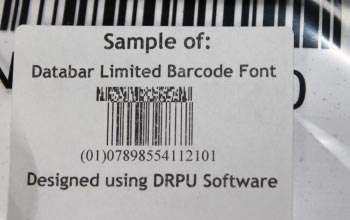 Sample of:
Databar Limited Barcode Font
(01)07898554112101
Designed using DRPU Software